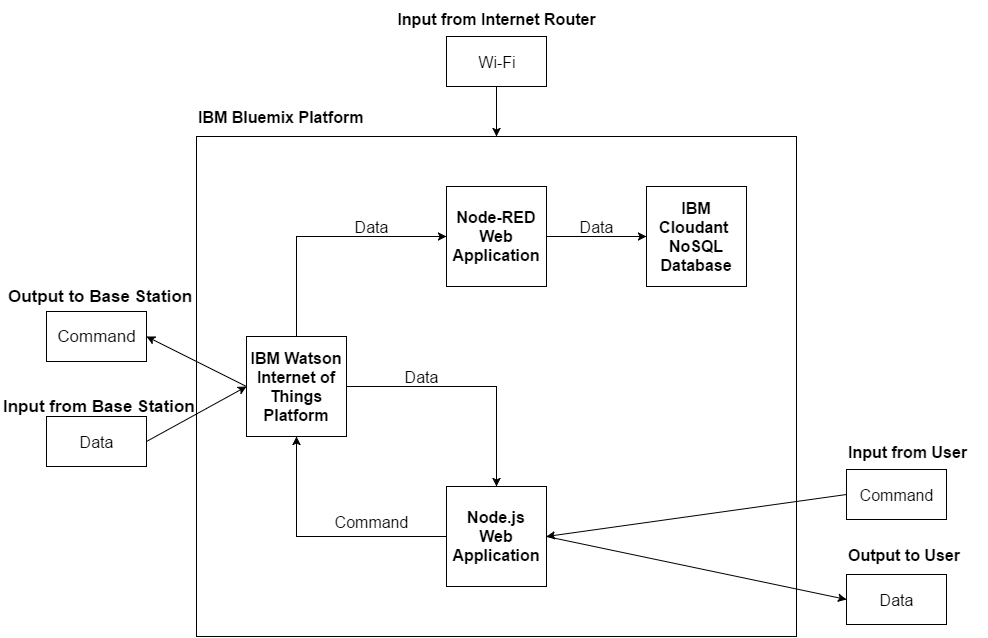 Input from Internet Router
Wi-Fi
IBM Bluemix Platform
Node-RED
Web
Application
Data
Data
IBM
Cloudant
NoSQL
Database
Output to Base Station
Command
IBM Watson
Internet of
Things
Platform
Data
Input from Base Station
Data
Input from User
Command
Node.js
Web
Application
Command
Output to User
Data